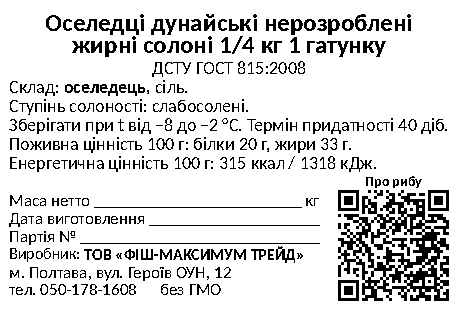 Оселедці дунайські нерозроблені
жирні солоні 1/4 кг 1 гатунку
ДСТУ ГОСТ 815:2008
Склад: оселедець, сіль.
Ступінь солоності: слабосолені.
Зберігати при t від −8 до −2 °С. Термін придатності 40 діб.
Поживна цінність 100 г: білки 20 г, жири 33 г.
Енергетична цінність 100 г: 315 ккал / 1318 кДж.
Про рибу
Маса нетто ________________________ кг
Дата виготовлення ____________________
Партія № ____________________________
Виробник: ТОВ «ФІШ-МАКСИМУМ ТРЕЙД»
м. Полтава, вул. Героїв ОУН, 12
тел. 050-178-1608 без ГМО